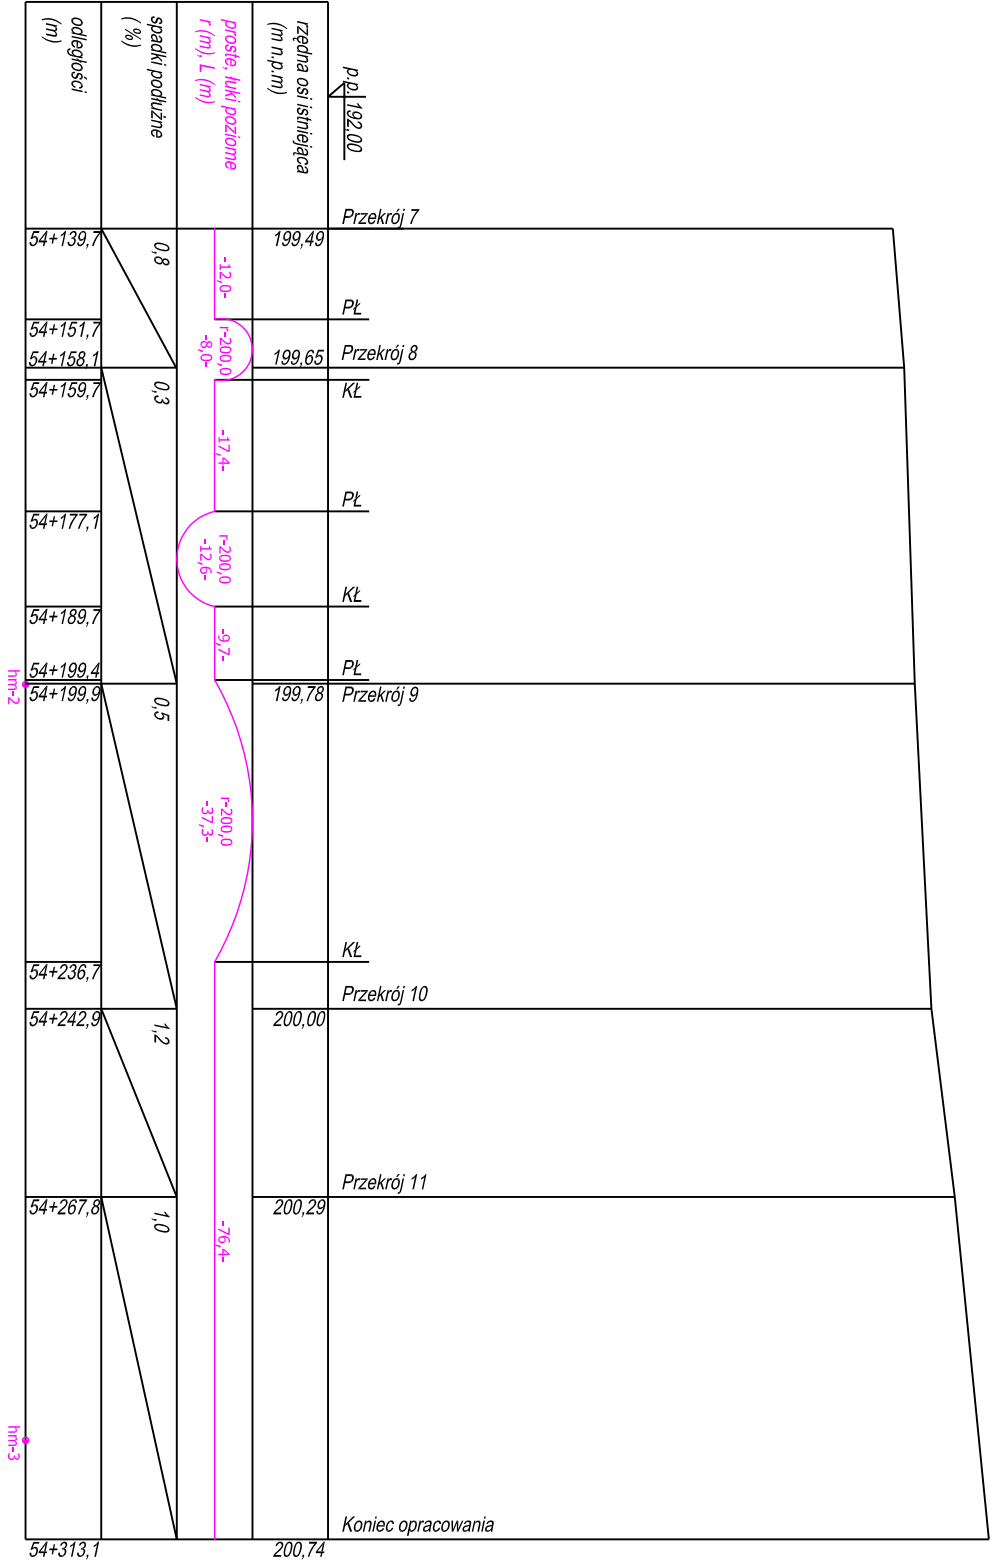 p.p. 192,00
rzędna osi istniejąca
(m n.p.m)
proste, łuki poziome
r (m), L (m)
spadki podłużne
( %)
odległości
(m)
Przekrój 7
54+139,7
0,8
-12,0-
199,49
PŁ
54+151,7
r-200,0
-8,0-
54+158,1
199,65
Przekrój 8
54+159,7
0,3
KŁ
-17,4-
PŁ
54+177,1
r-200,0
-12,6-
KŁ
54+189,7
-9,7-
54+199,4
PŁ
hm-2
54+199,9
0,5
199,78
Przekrój 9
r-200,0
-37,3-
KŁ
54+236,7
Przekrój 10
54+242,9
1,2
200,00
Przekrój 11
54+267,8
1,0
200,29
-76,4-
hm-3
Koniec opracowania
54+313,1
200,74